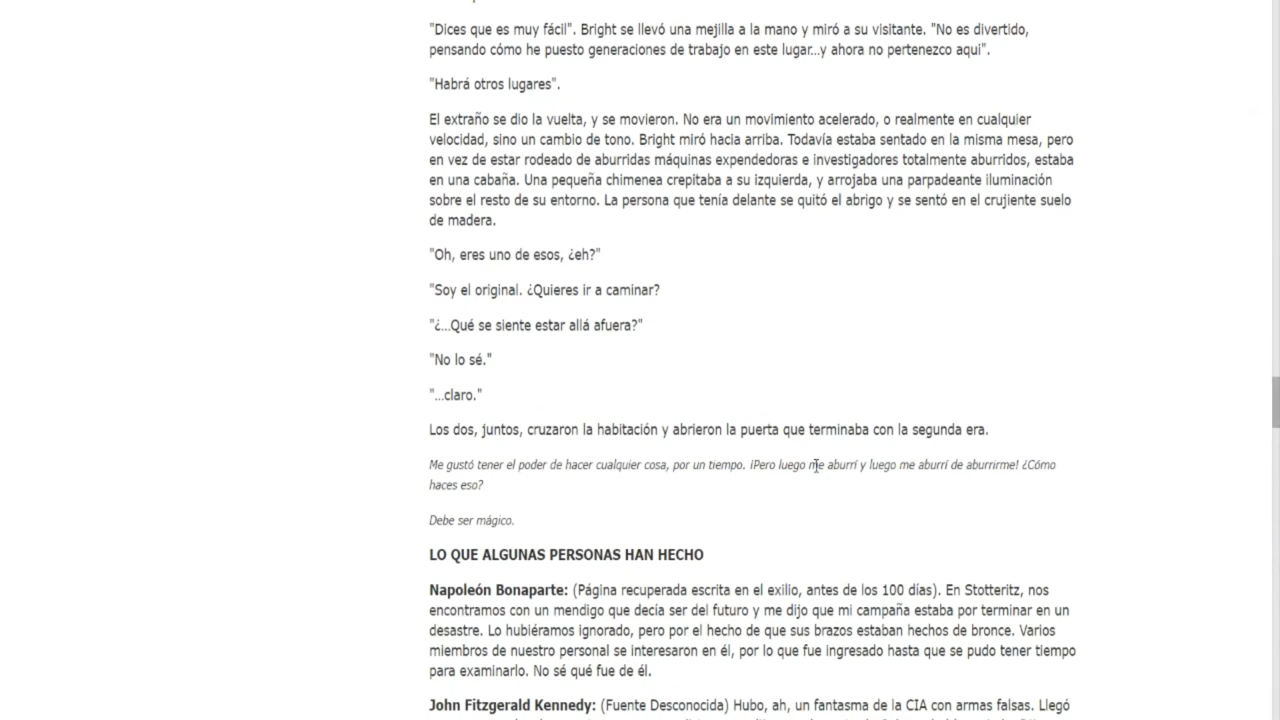 "Dices que es muy fácil". Bright se llevó una mejilla a la mano y miró a su visitante. "No es divertido,
pensando cómo he puesto generaciones de trabajo en este lugar...y ahora no pertenezco aquí".
"Habrá otros lugares".
El extraño se dio la vuelta, y se movieron. No era un movimiento acelerado, o realmente en cualquier
velocidad, sino un cambio de tono. Bright miró hacia arriba. Todavía estaba sentado en la misma mesa, pero
en vez de estar rodeado de aburridas máquinas expendedoras e investigadores totalmente aburridos, estaba
en una cabaña. Una pequeña chimenea crepitaba a su izquierda, y arrojaba una parpadeante iluminación
sobre el resto de su entorno. La persona que tenía delante se quitó el abrigo y se sentó en el crujiente suelo
de madera.
"Oh, eres uno de esos, ¿eh?"
"Soy el original. ¿Quieres ir a caminar?
"¿...Qué se siente estar allá afuera?"
"No lo sé."
"...claro."
Los dos, juntos, cruzaron la habitación y abrieron la puerta que terminaba con la segunda era.
Me gustó tener el poder de hacer cualquier cosa, por un tiempo. ¡Pero luego me aburrí y luego me aburrí de aburrirme! ¿Cómo
haces eso?
Debe ser mágico.
LO QUE ALGUNAS PERSONAS HAN HECHO
Napoleón Bonaparte: (Página recuperada escrita en el exilio, antes de los 100 días). En Stotteritz, nos
encontramos con un mendigo que decía ser del futuro y me dijo que mi campaña estaba por terminar en un
desastre. Lo hubiéramos ignorado, pero por el hecho de que sus brazos estaban hechos de bronce. Varios
miembros de nuestro personal se interesaron en él, por lo que fue ingresado hasta que se pudo tener tiempo
para examinarlo. No sé qué fue de él.
John Fitzgerald Kennedy: (Fuente Desconocida) Hubo, ah, un fantasma de la CIA con armas falsas. Llegó